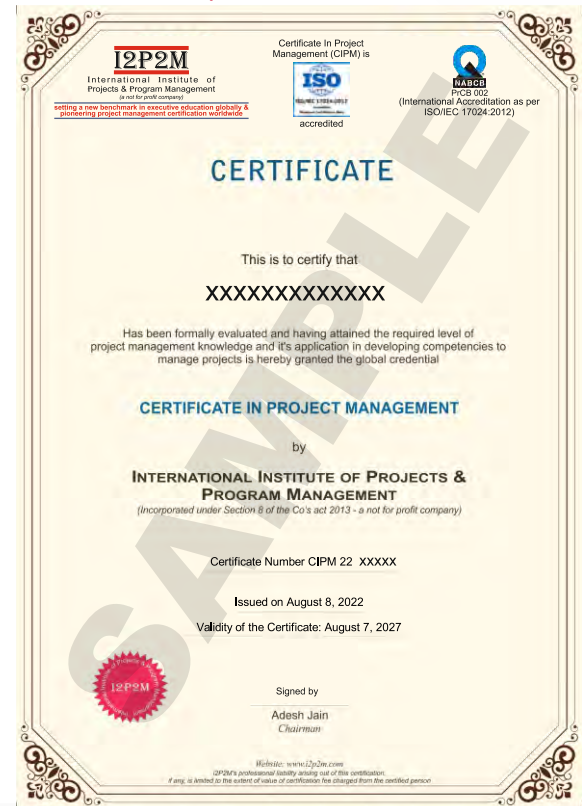 I2P2M
International Institute of
Projects & Program Management
(a not for profit company)
setting a new benchmark in executive education globally &
pioneering project management certification worldwide
Certificate In Project
Management (CIPM) is
ISO
ISO/IEC 17024:2012
accredited
NABCB
PrCB 002
(International Accreditation as per
ISO/IEC 17024:2012)
CERTIFICATE
This is to certify that
XXXXXXXXXXXXX
Has been formally evaluated and having attained the required level of
project management knowledge and it's application in developing competencies to
manage projects is hereby granted the global credential
CERTIFICATE IN PROJECT MANAGEMENT
by
INTERNATIONAL INSTITUTE OF PROJECTS &
PROGRAM MANAGEMENT
(Incorporated under Section 8 of the Co's act 2013 - a not for profit company)
Certificate Number CIPM 22 XXXXX
Issued on August 8, 2022
Validity of the Certificate: August 7, 2027
I2P2M
Signed by
Adesh Jain
Chairman
Website: www.i2p2m.com
I2P2M's professional liability arising out of this certification,
if any, is limited to the extent of value of certification fee charged from the certified person
SAMPLE